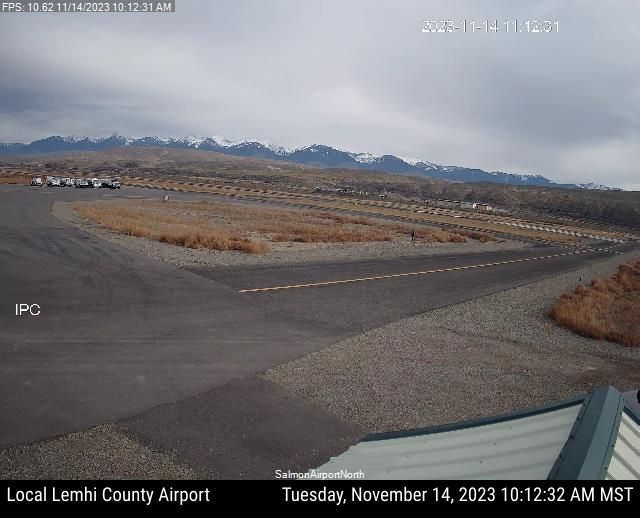 FPS: 10.62 11/14/2023 10:12:31 AM
2023-11-14 11:12:31
IPC
SalmonAirportNorth
Local Lemhi County Airport Tuesday, November 14, 2023 10:12:32 AM MST